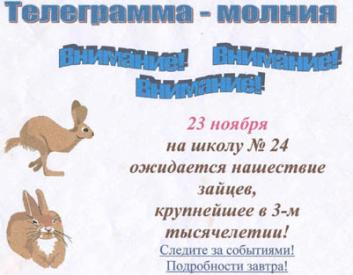 Телеграмма - молния
Внимание! Внимание!
Внимание!
23 ноября
на школу № 24
ожидается нашествие
зайцев,
крупнейшее в 3-м
тысячелетии!
Следите за событиями!
Подробности завтра!